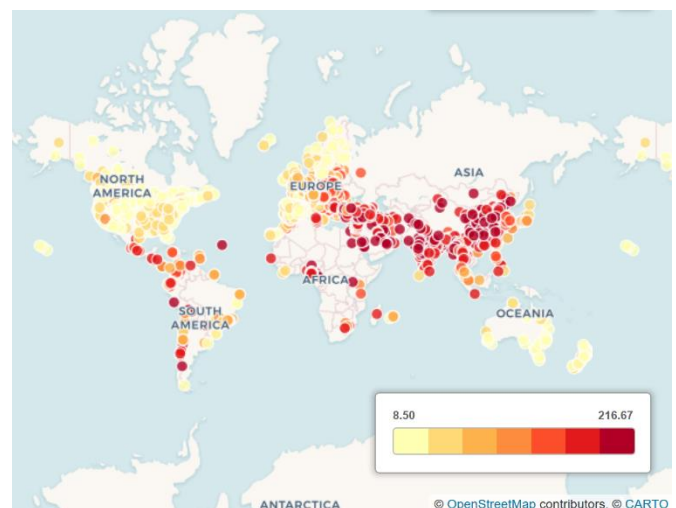 ASIA
NORTH
AMERICA
EUROPE
AFRICA
SOUTH
AMERICA
OCEANIA
8.50 216.67
ANTARCTICA
© OpenStreetMap contributors, © CARTO